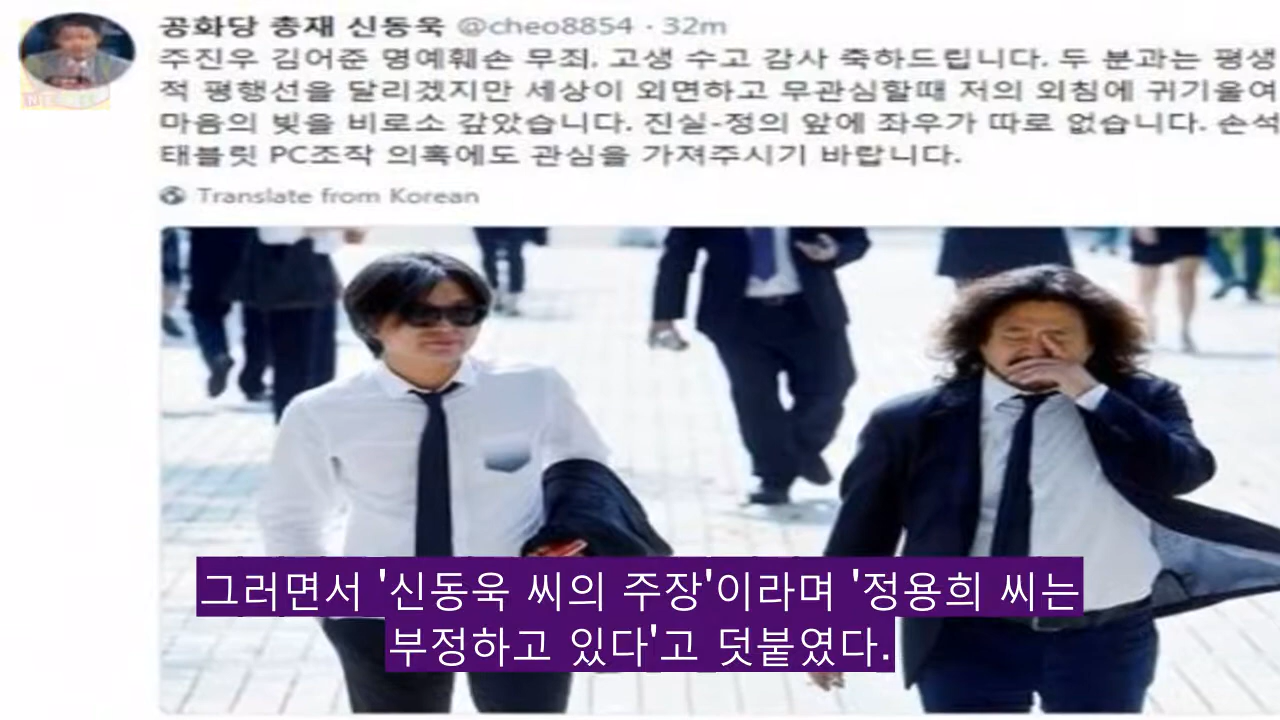 공화당 총재 신동욱 @cheo8854 · 32m
주진우 김어준 명예훼손 무죄. 고생 수고 감사 축하드립니다. 두 분과는 평생
적 평행선을 달리겠지만 세상이 외면하고 무관심할때 저의 외침에 귀기울여
마음의 빚을 비로소 갚았습니다. 진실-정의 앞에 좌우가 따로 없습니다. 손석
태블릿 PC조작 의혹에도 관심을 가져주시기 바랍니다.
Translate from Korean
그러면서 '신동욱 씨의 주장'이라며 '정용희 씨는
부정하고 있다'고 덧붙였다.